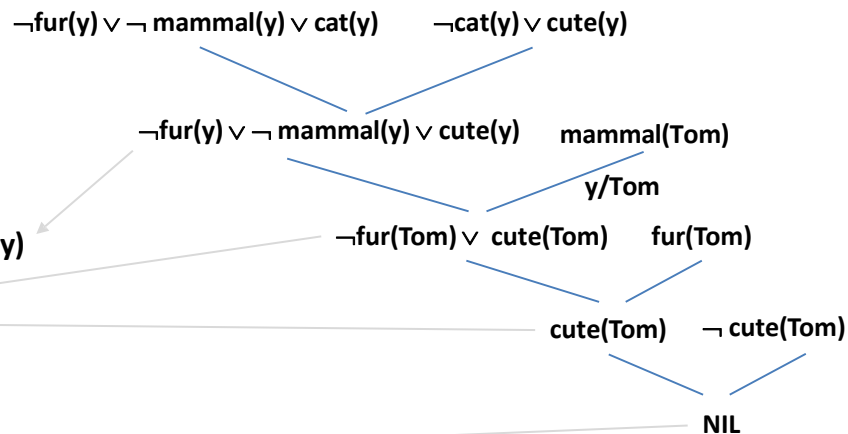 ¬fur(y) ∨ ¬ mammal(y) ∨ cat(y) ¬cat(y) ∨ cute(y)
¬fur(y) ∨ ¬ mammal(y) ∨ cute(y) mammal(Tom)
y/Tom
y) ¬fur(Tom) ∨ cute(Tom) fur(Tom)
cute(Tom) ¬ cute(Tom)
NIL